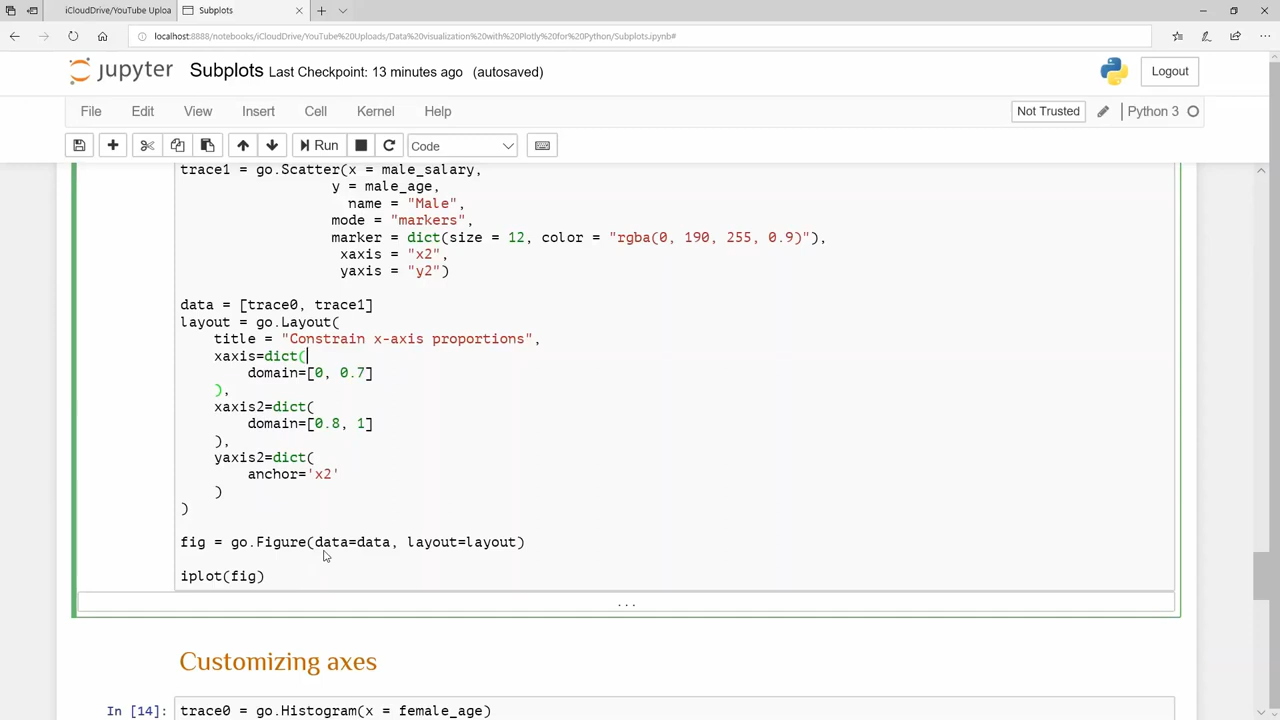 iCloudDrive/YouTube Uploa
Subplots
localhost:8888/notebooks/iCloudDrive/YouTube%20Uploads/Data%20visualization%20with%20Plotly%20for%20Python/Subplots.ipynb#
jupyter Subplots Last Checkpoint: 13 minutes ago (autosaved)
Logout
File Edit View Insert Cell Kernel Help
Not Trusted
Python 3
Run
Code
trace1 = go.Scatter(x = male_salary,
y = male_age,
name = "Male",
mode = "markers",
marker = dict(size = 12, color = "rgba(0, 190, 255, 0.9)"),
xaxis = "x2",
yaxis = "y2")
data = [trace0, trace1]
layout = go.Layout(
title = "Constrain x-axis proportions",
xaxis=dict(
domain=[0, 0.7]
),
xaxis2=dict(
domain=[0.8, 1]
),
yaxis2=dict(
anchor='x2'
)
)
fig = go.Figure(data=data, layout=layout)
iplot(fig)
...
Customizing axes
In [14]:
trace0 = go.Histogram(x = female_age)